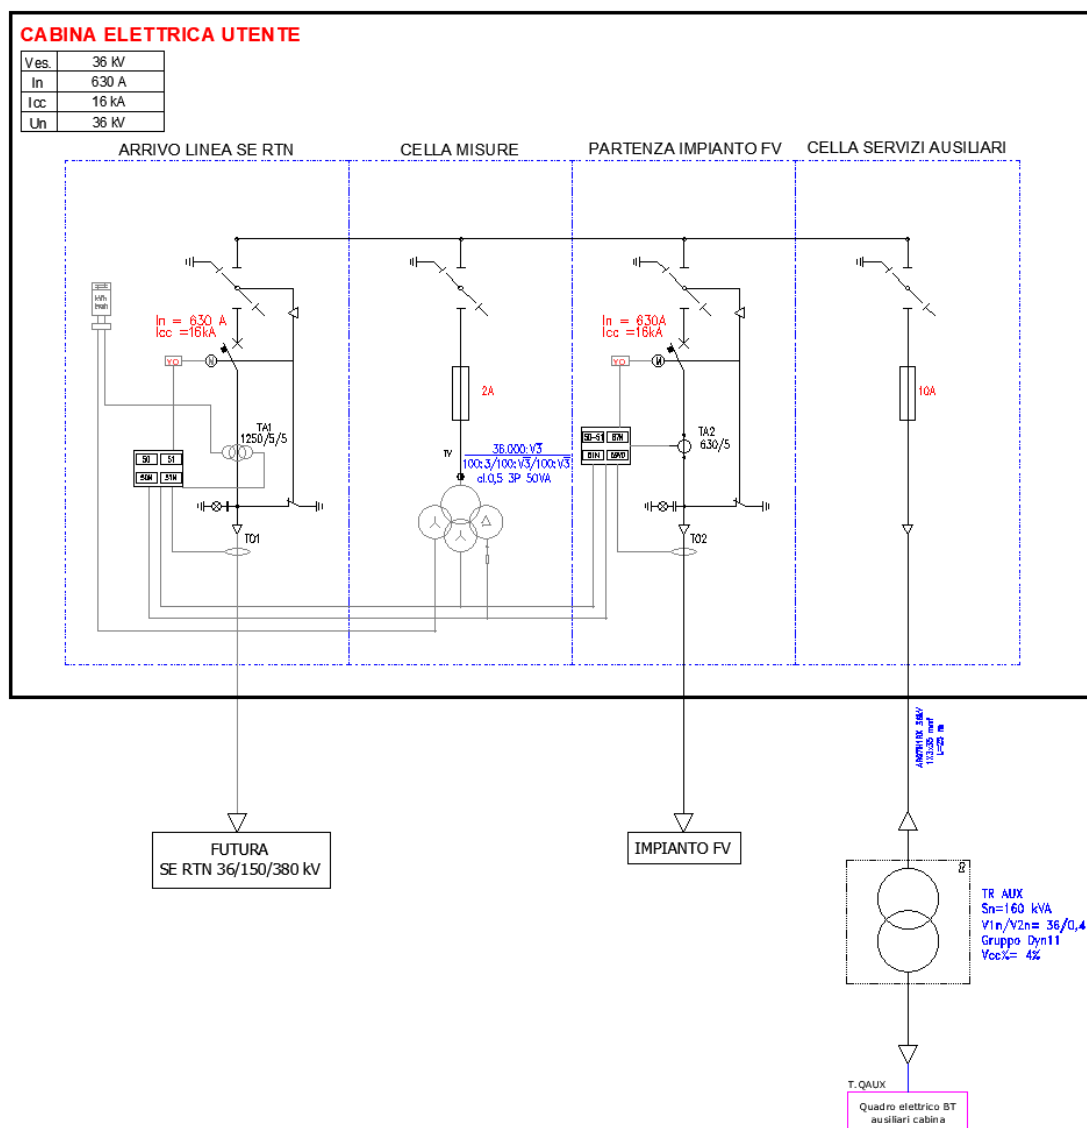 CABINA ELETTRICA UTENTE
Ves. 36 kV
In 630 A
Icc 16 kA
Un 36 kV
ARRIVO LINEA SE RTN
CELLA MISURE
PARTENZA IMPIANTO FV
CELLA SERVIZI AUSILIARI
In = 630 A
Icc =16kA
YO
TA1
1250/5/5
50 51
50N 51N
TO1
2A
TV
36.000:√3
100:3/100:√3/100:√3
cl.0,5 3P 50VA
In = 630A
Icc =16kA
YO
50-51 67N
TA2
630/5
TO2
10A
1X3x35
FUTURA
SE RTN 36/150/380 kV
IMPIANTO FV
TR AUX
Sn=160 kVA
V1n/V2n= 36/0,4
Gruppo Dyn11
Vcc%= 4%
T.QAUX
Quadro elettrico BT
ausiliari cabina